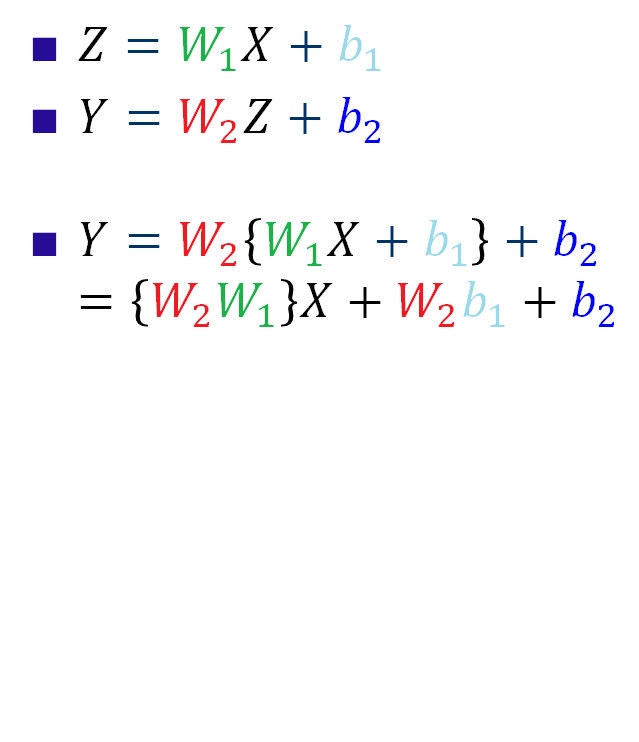 ■ Z = W₁X + b₁
■ Y = W₂Z + b₂
■ Y = W₂{W₁X + b₁} + b₂
= {W₂W₁}X + W₂b₁ + b₂